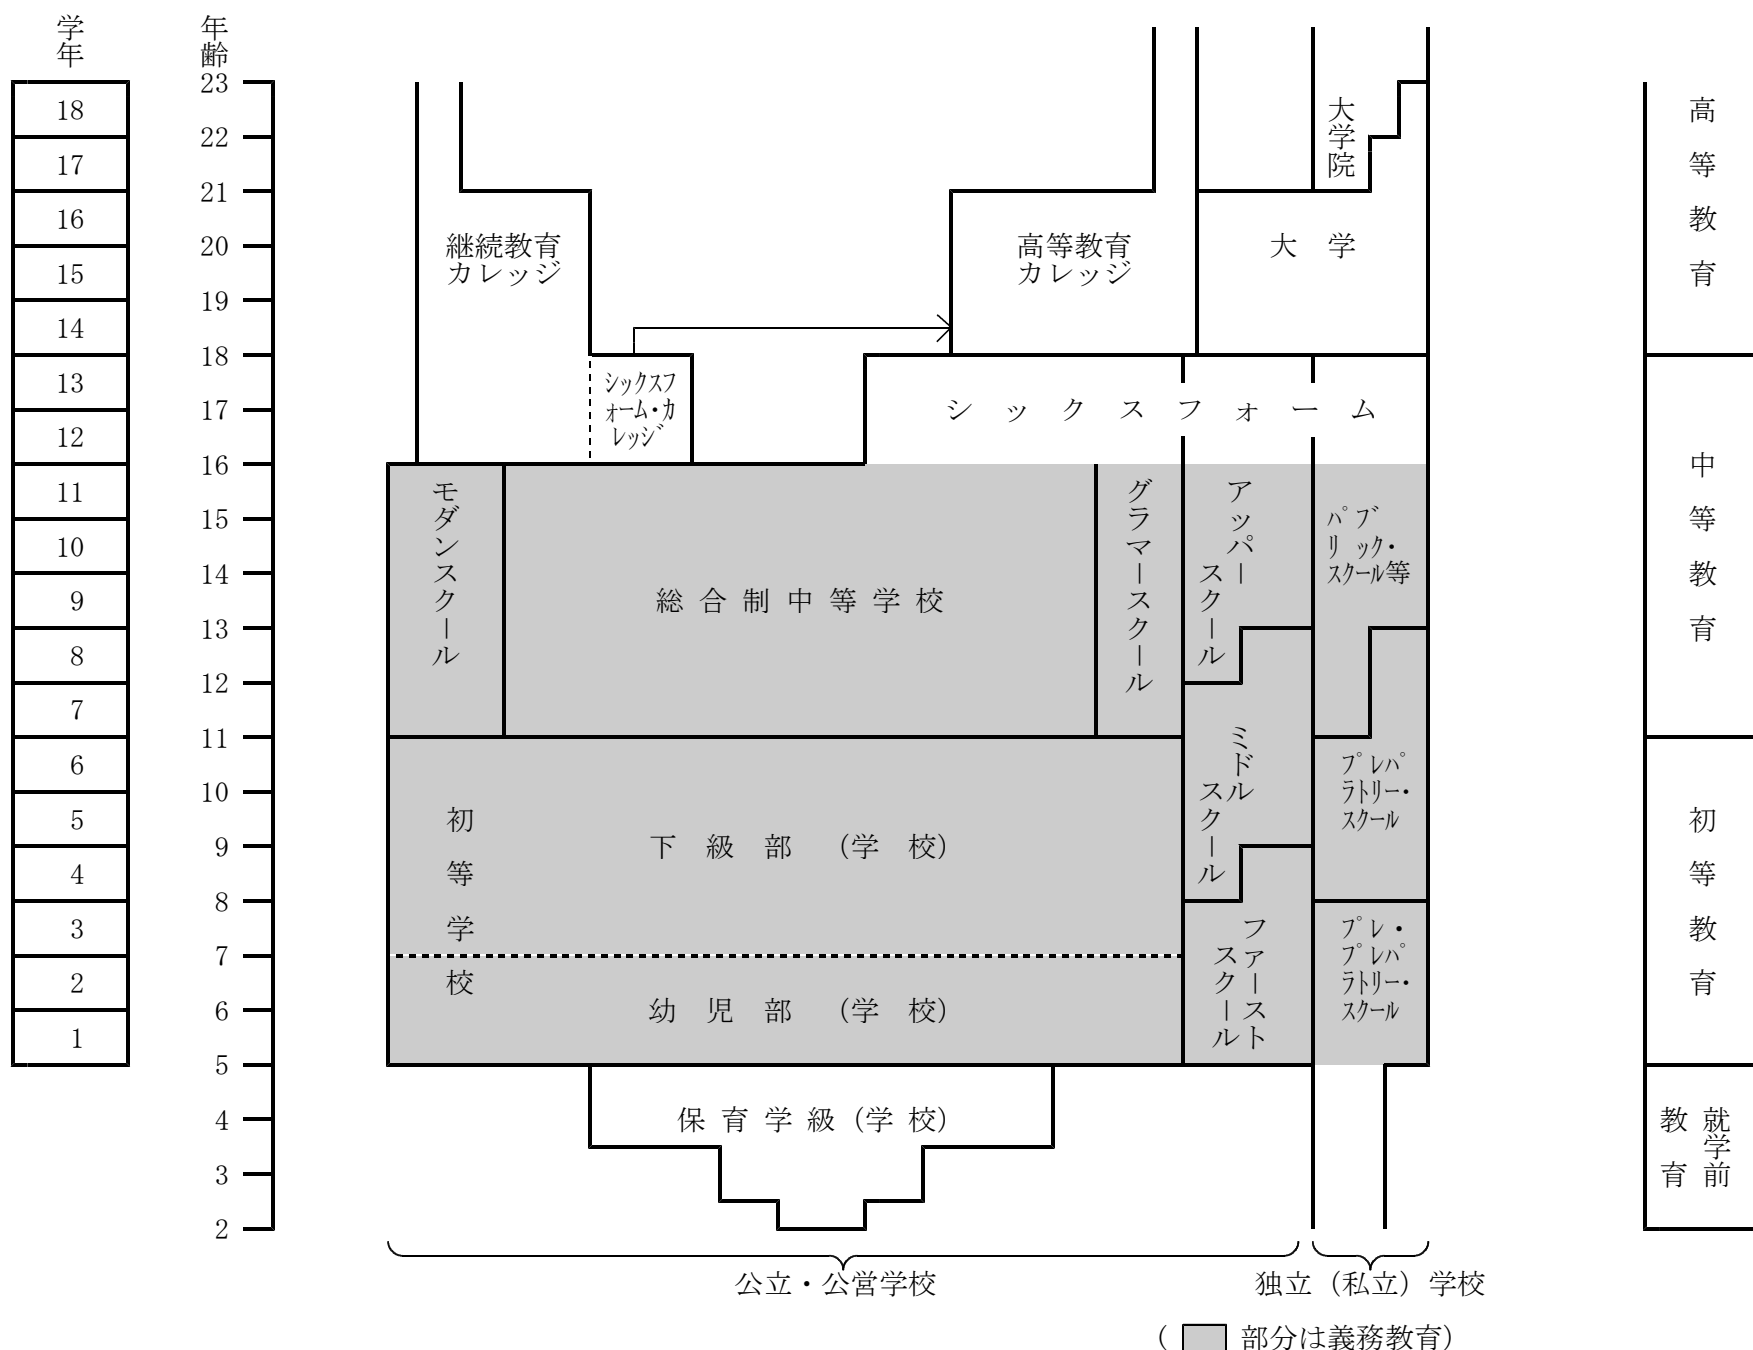 学年
年齢
23
22
21
20
19
18
17
16
15
14
13
12
11
10
9
8
7
6
5
4
3
2
18
17
16
15
14
13
12
11
10
9
8
7
6
5
4
3
2
1
大学院
継続教育
カレッジ
高等教育
カレッジ
大学
シックスフ
ォーム・カ
レッジ
シックスフォーム
モダンスクール
総合制中等学校
グラマースクール
アッパー
スクール
パブ
リック・
スクール等
ミドル
スクール
プレパ
ラトリー・
スクール
初等学校
下級部（学校）
幼児部（学校）
ファースト
スクール
プレ・
プレパ
ラトリー・
スクール
保育学級（学校）
高等教育
中等教育
初等教育
就学前
教育
公立・公営学校
独立（私立）学校
（　部分は義務教育）